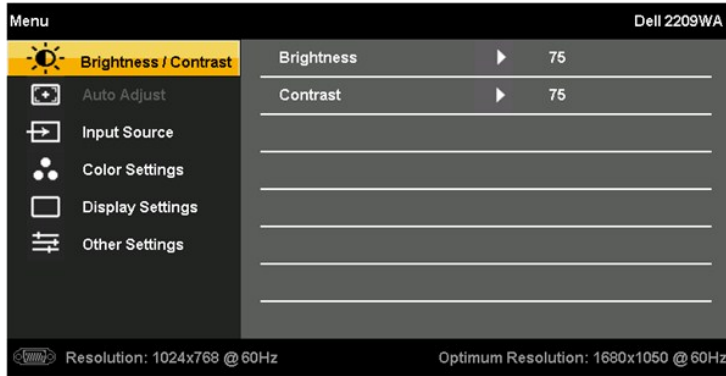 Menu Dell 2209WA
Brightness / Contrast Brightness 75
Auto Adjust Contrast 75
Input Source
Color Settings
Display Settings
Other Settings
Resolution: 1024x768 @ 60Hz Optimum Resolution: 1680x1050 @ 60Hz